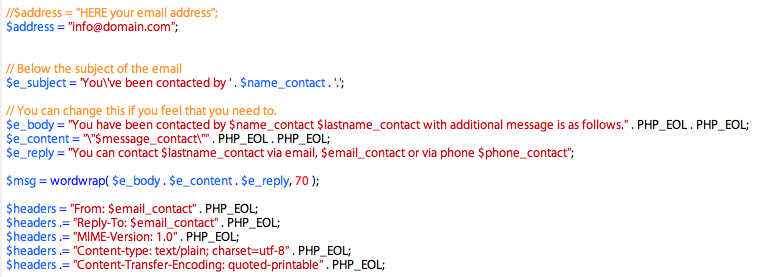 //$address = "HERE your email address";
$address = "info@domain.com";
// Below the subject of the email
$e_subject = 'You\'ve been contacted by ' . $name_contact . '.';
// You can change this if you feel that you need to.
$e_body = "You have been contacted by $name_contact $lastname_contact with additional message is as follows." . PHP_EOL . PHP_EOL;
$e_content = "\"$message_contact\"" . PHP_EOL . PHP_EOL;
$e_reply = "You can contact $lastname_contact via email, $email_contact or via phone $phone_contact";
$msg = wordwrap( $e_body . $e_content . $e_reply, 70 );
$headers = "From: $email_contact" . PHP_EOL;
$headers .= "Reply-To: $email_contact" . PHP_EOL;
$headers .= "MIME-Version: 1.0" . PHP_EOL;
$headers .= "Content-type: text/plain; charset=utf-8" . PHP_EOL;
$headers .= "Content-Transfer-Encoding: quoted-printable" . PHP_EOL;